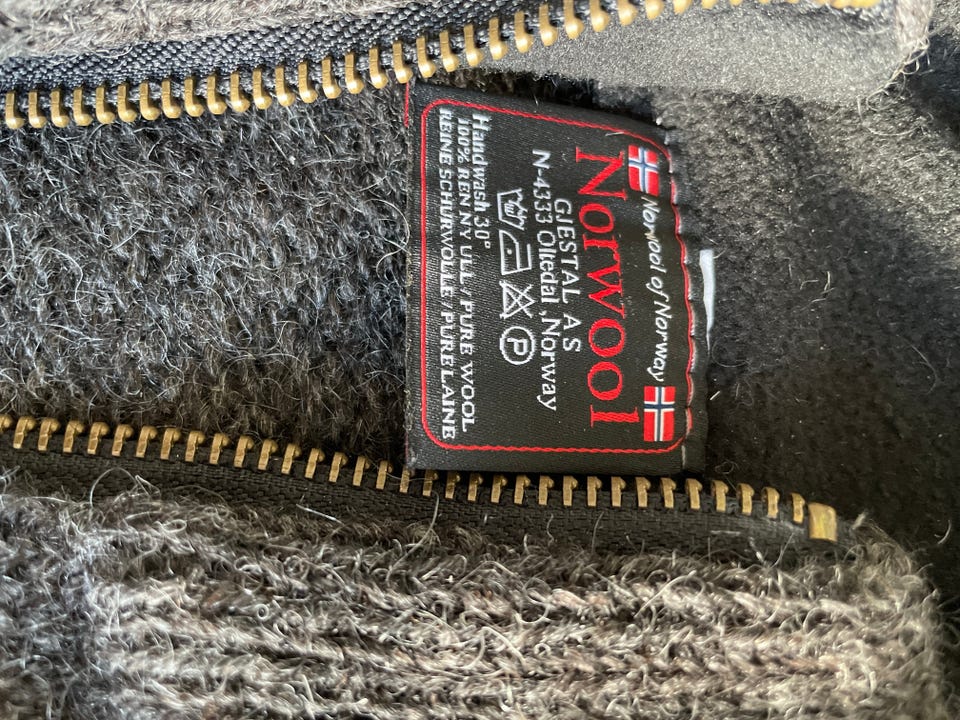 Norwool of Norway
Norwool
GJESTAL A S
N-4333 Oltedal, Norway
P
Handwash 30°
100% REN NY ULL / PURE WOOL
REINE SCHURWOLLE / PURE LAINE